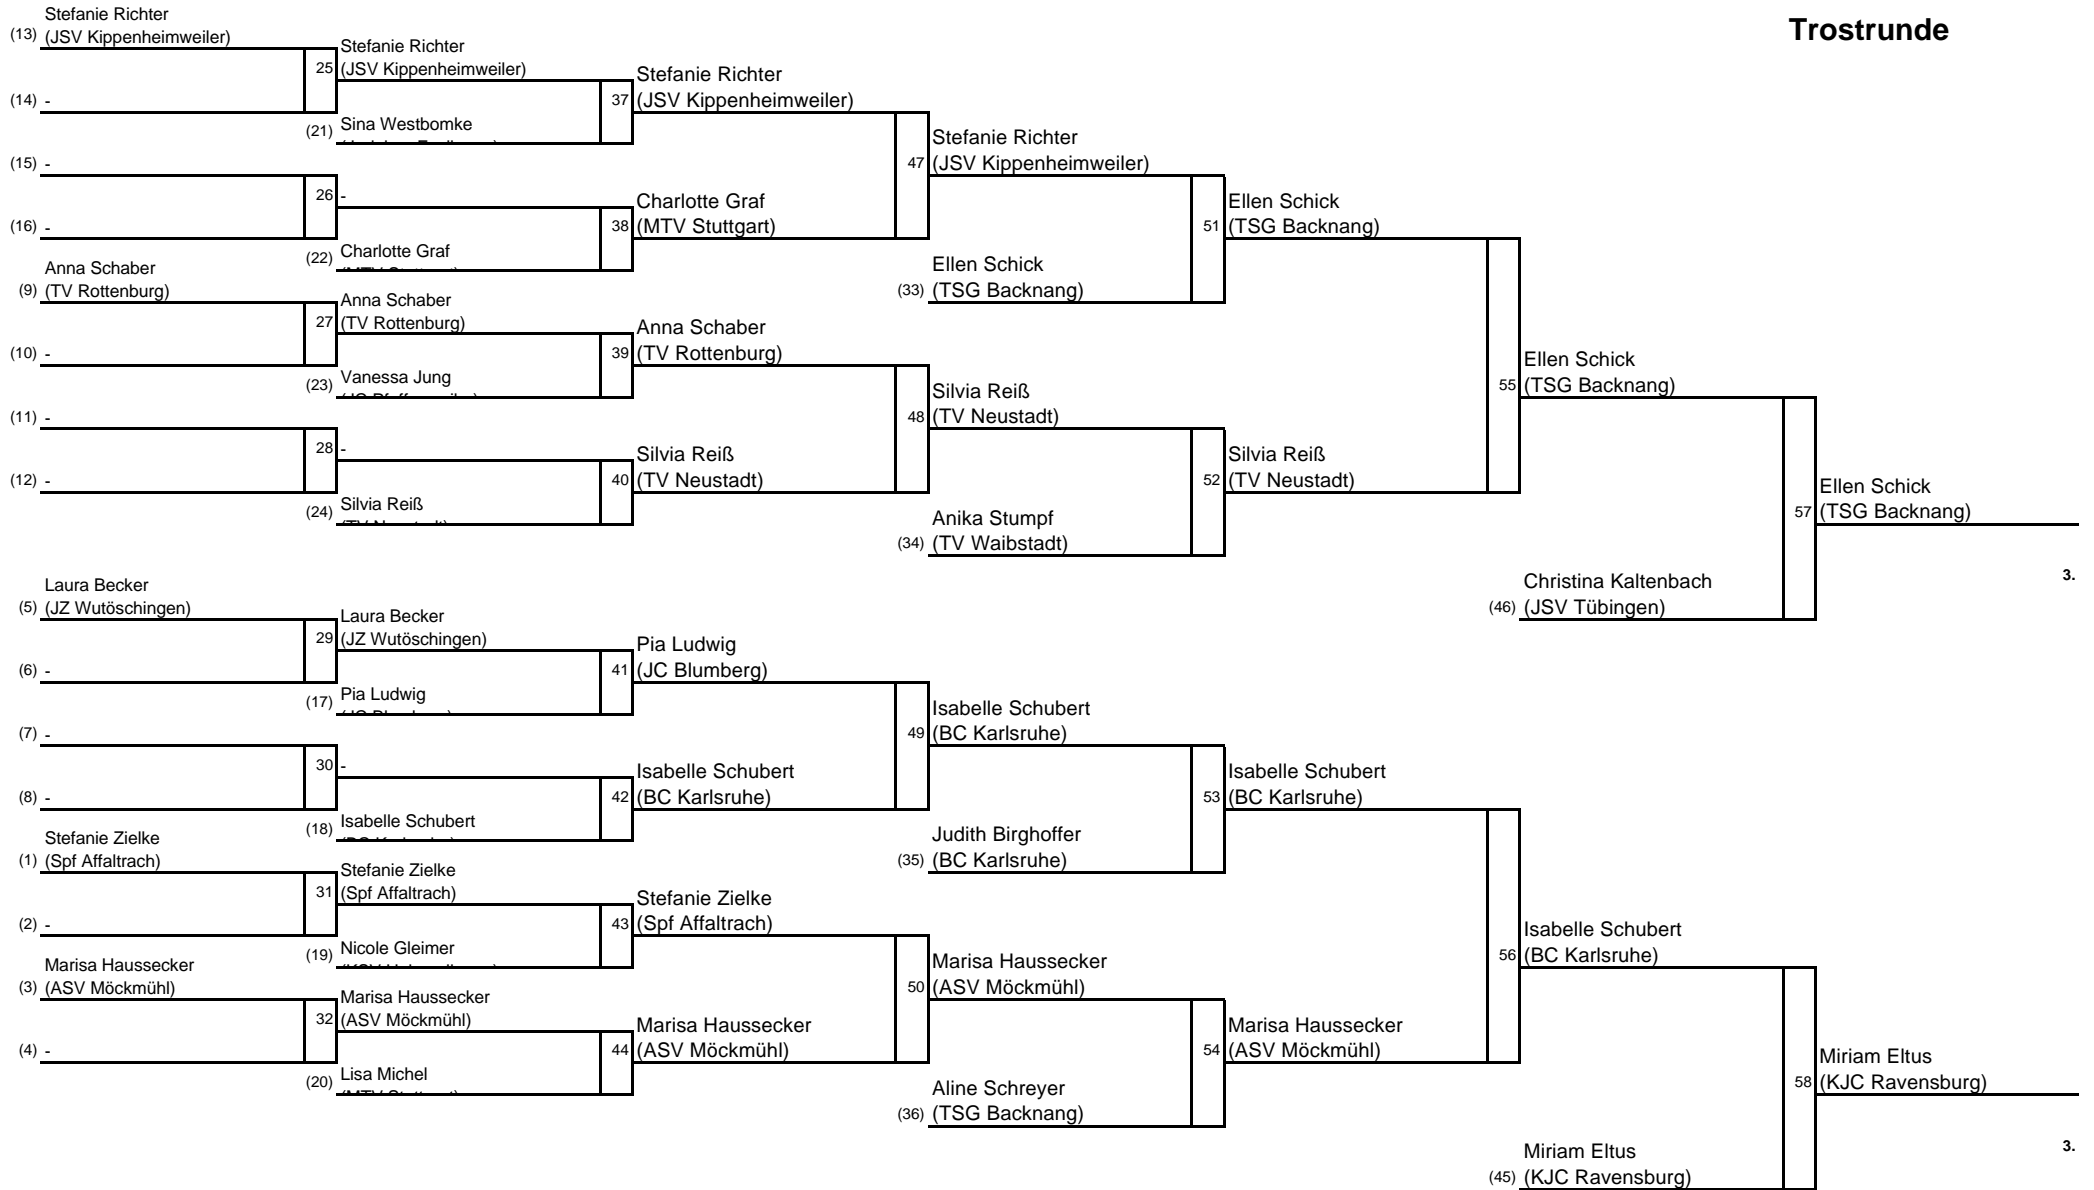 Trostrunde
Stefanie Richter
(13) (JSV Kippenheimweiler)
(14) -
(15) -
(16) -
Anna Schaber
(9) (TV Rottenburg)
(10) -
(11) -
(12) -
Laura Becker
(5) (JZ Wutöschingen)
(6) -
(7) -
(8) -
Stefanie Zielke
(1) (Spf Affaltrach)
(2) -
Marisa Haussecker
(3) (ASV Möckmühl)
(4) -
Stefanie Richter
25 (JSV Kippenheimweiler)
(21) Sina Westbomke
26 -
(22) Charlotte Graf
Anna Schaber
27 (TV Rottenburg)
(23) Vanessa Jung
28 -
(24) Silvia Reiß
Laura Becker
29 (JZ Wutöschingen)
(17) Pia Ludwig
30 -
(18) Isabelle Schubert
Stefanie Zielke
31 (Spf Affaltrach)
(19) Nicole Gleimer
Marisa Haussecker
32 (ASV Möckmühl)
(20) Lisa Michel
Stefanie Richter
37 (JSV Kippenheimweiler)
Charlotte Graf
38 (MTV Stuttgart)
Anna Schaber
39 (TV Rottenburg)
Silvia Reiß
40 (TV Neustadt)
Pia Ludwig
41 (JC Blumberg)
Isabelle Schubert
42 (BC Karlsruhe)
Stefanie Zielke
43 (Spf Affaltrach)
Marisa Haussecker
44 (ASV Möckmühl)
Stefanie Richter
47 (JSV Kippenheimweiler)
Ellen Schick
(33) (TSG Backnang)
Silvia Reiß
48 (TV Neustadt)
Anika Stumpf
(34) (TV Waibstadt)
Isabelle Schubert
49 (BC Karlsruhe)
Judith Birghoffer
(35) (BC Karlsruhe)
Marisa Haussecker
50 (ASV Möckmühl)
Aline Schreyer
(36) (TSG Backnang)
Ellen Schick
51 (TSG Backnang)
Silvia Reiß
52 (TV Neustadt)
Isabelle Schubert
53 (BC Karlsruhe)
Marisa Haussecker
54 (ASV Möckmühl)
Ellen Schick
55 (TSG Backnang)
Christina Kaltenbach
(46) (JSV Tübingen)
Isabelle Schubert
56 (BC Karlsruhe)
Miriam Eltus
(45) (KJC Ravensburg)
Ellen Schick
57 (TSG Backnang)
3.
Miriam Eltus
58 (KJC Ravensburg)
3.